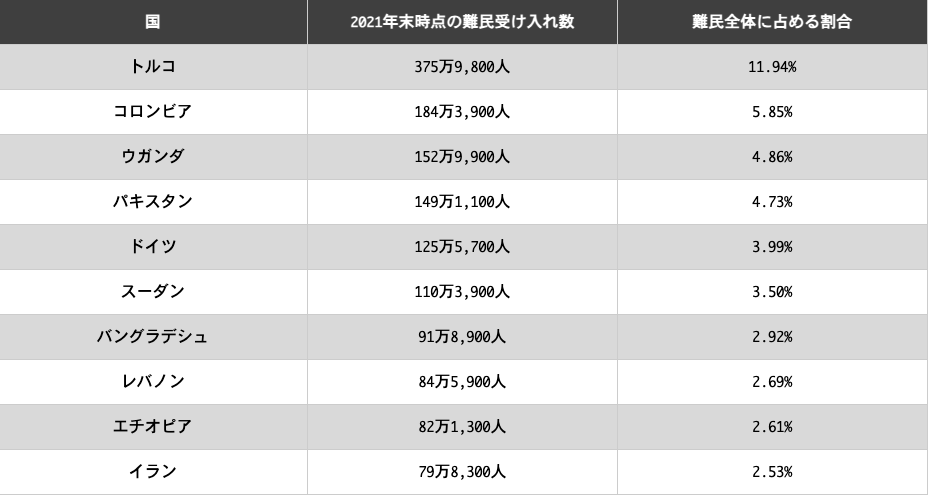 国 2021年末時点の難民受け入れ数 難民全体に占める割合
トルコ 375万9,800人 11.94%
コロンビア 184万3,900人 5.85%
ウガンダ 152万9,900人 4.86%
パキスタン 149万1,100人 4.73%
ドイツ 125万5,700人 3.99%
スーダン 110万3,900人 3.50%
バングラデシュ 91万8,900人 2.92%
レバノン 84万5,900人 2.69%
エチオピア 82万1,300人 2.61%
イラン 79万8,300人 2.53%